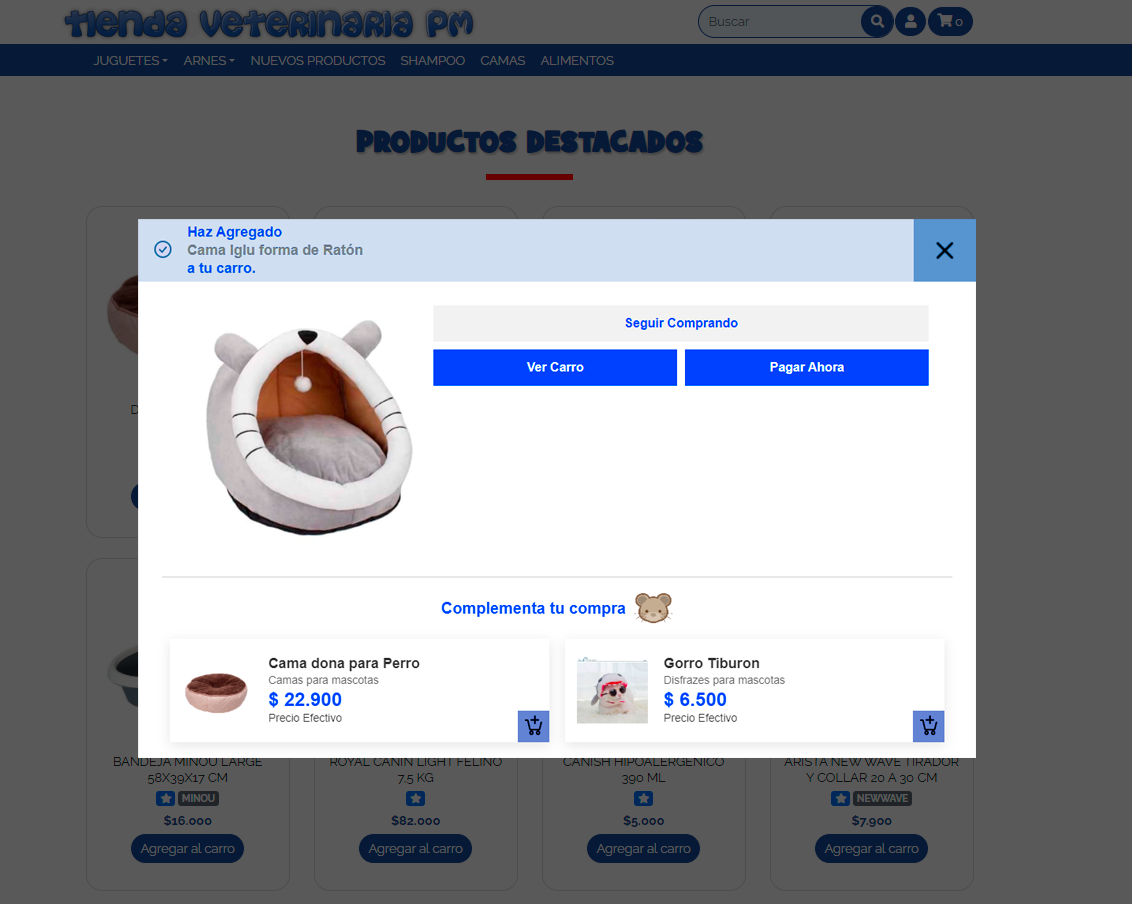 Tienda Veterinaria PM
Buscar
0
JUGUETES
ARNES
NUEVOS PRODUCTOS
SHAMPOO
CAMAS
ALIMENTOS
PRODUCTOS DESTACADOS
Haz Agregado
Cama Iglu forma de Ratón
a tu carro.
Seguir Comprando
Ver Carro
Pagar Ahora
Complementa tu compra
Cama dona para Perro
Camas para mascotas
$ 22.900
Precio Efectivo
Gorro Tiburon
Disfrazes para mascotas
$ 6.500
Precio Efectivo
BANDEJA MINOU LARGE
58X39X17 CM
MINOU
$16.000
Agregar al carro
ROYAL CANIN LIGHT FELINO
7.5 KG
$82.000
Agregar al carro
CANISH HIPOALERGENICO
390 ML
$5.000
Agregar al carro
ARISTA NEW WAVE TIRADOR
Y COLLAR 20 A 30 CM
NEWWAVE
$7.900
Agregar al carro